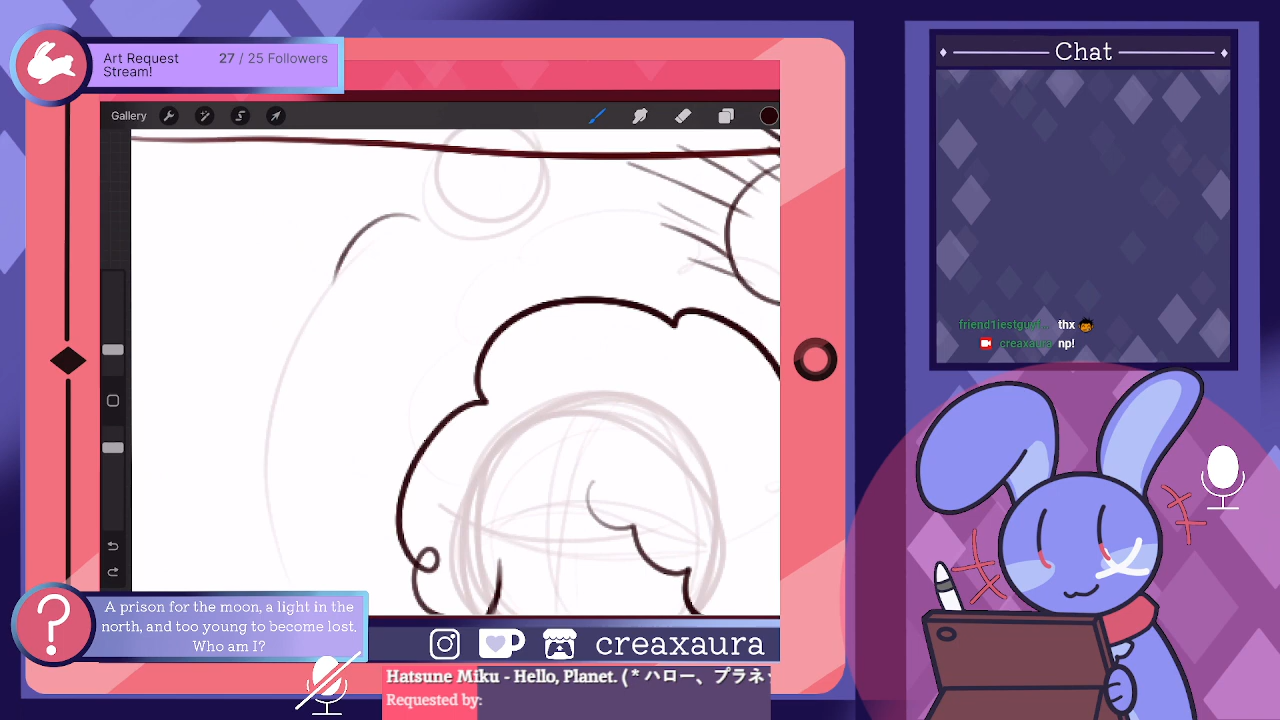 Art Request
Stream!
27 / 25 Followers
Gallery
Chat
thx
creaxaura np!
A prison for the moon, a light in the
north, and too young to become lost.
Who am I?
creaxaura
Hatsune Miku - Hello, Planet. ( * ハロー、プラネッ
Requested by: